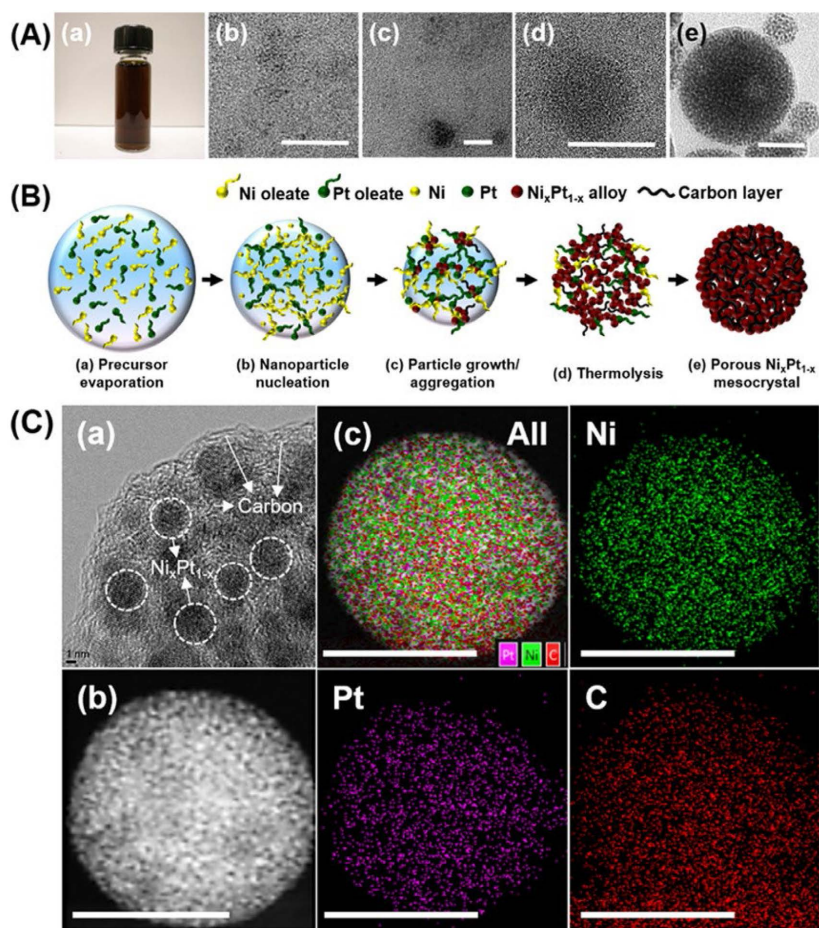 (A) (a) (b) (c) (d) (e)
(B) Ni oleate Pt oleate Ni Pt NiₓPt₁₋ₓ alloy Carbon layer
(a) Precursor
evaporation
(b) Nanoparticle
nucleation
(c) Particle growth/
aggregation
(d) Thermolysis
(e) Porous NiₓPt₁₋ₓ
mesocrystal
(C) (a)
Carbon
NiₓPt₁₋ₓ
1 nm
(c) All
Pt Ni C
Ni
(b)
Pt
C